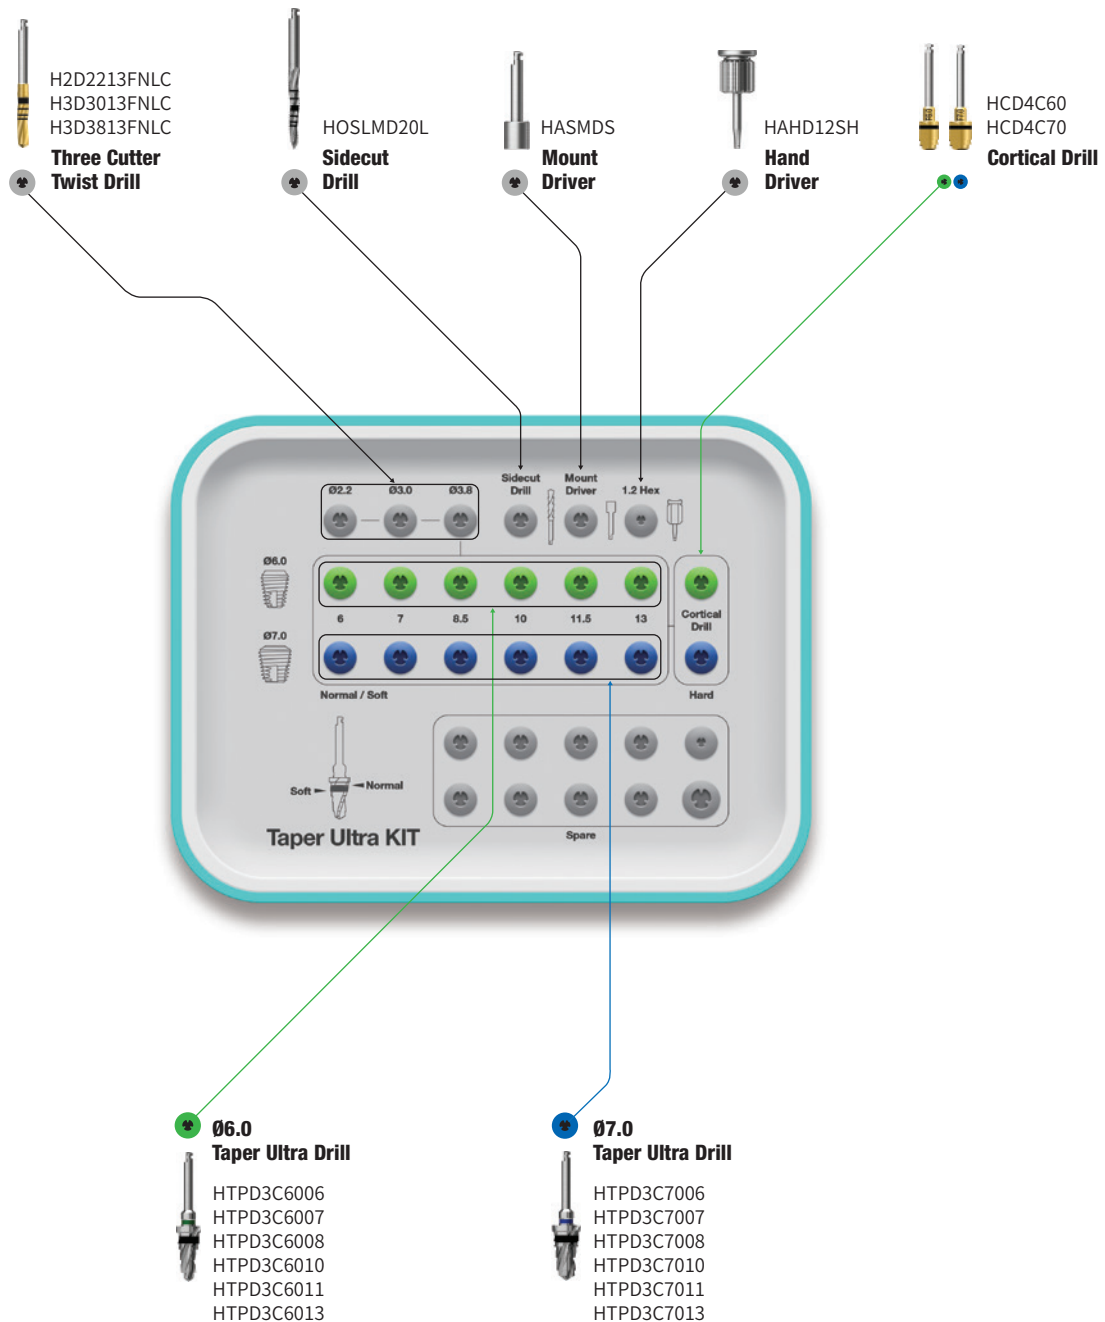 H2D2213FNLC
H3D3013FNLC
H3D3813FNLC
Three Cutter
Twist Drill
HOSLMD20L
Sidecut
Drill
HASMDS
Mount
Driver
HAHD12SH
Hand
Driver
HCD4C60
HCD4C70
Cortical Drill
Ø2.2 Ø3.0 Ø3.8
Sidecut
Drill
Mount
Driver
1.2 Hex
Ø6.0
6 7 8.5 10 11.5 13
Cortical
Drill
Ø7.0
Normal / Soft
Hard
Soft
Normal
Taper Ultra KIT
Spare
Ø6.0
Taper Ultra Drill
HTPD3C6006
HTPD3C6007
HTPD3C6008
HTPD3C6010
HTPD3C6011
HTPD3C6013
Ø7.0
Taper Ultra Drill
HTPD3C7006
HTPD3C7007
HTPD3C7008
HTPD3C7010
HTPD3C7011
HTPD3C7013